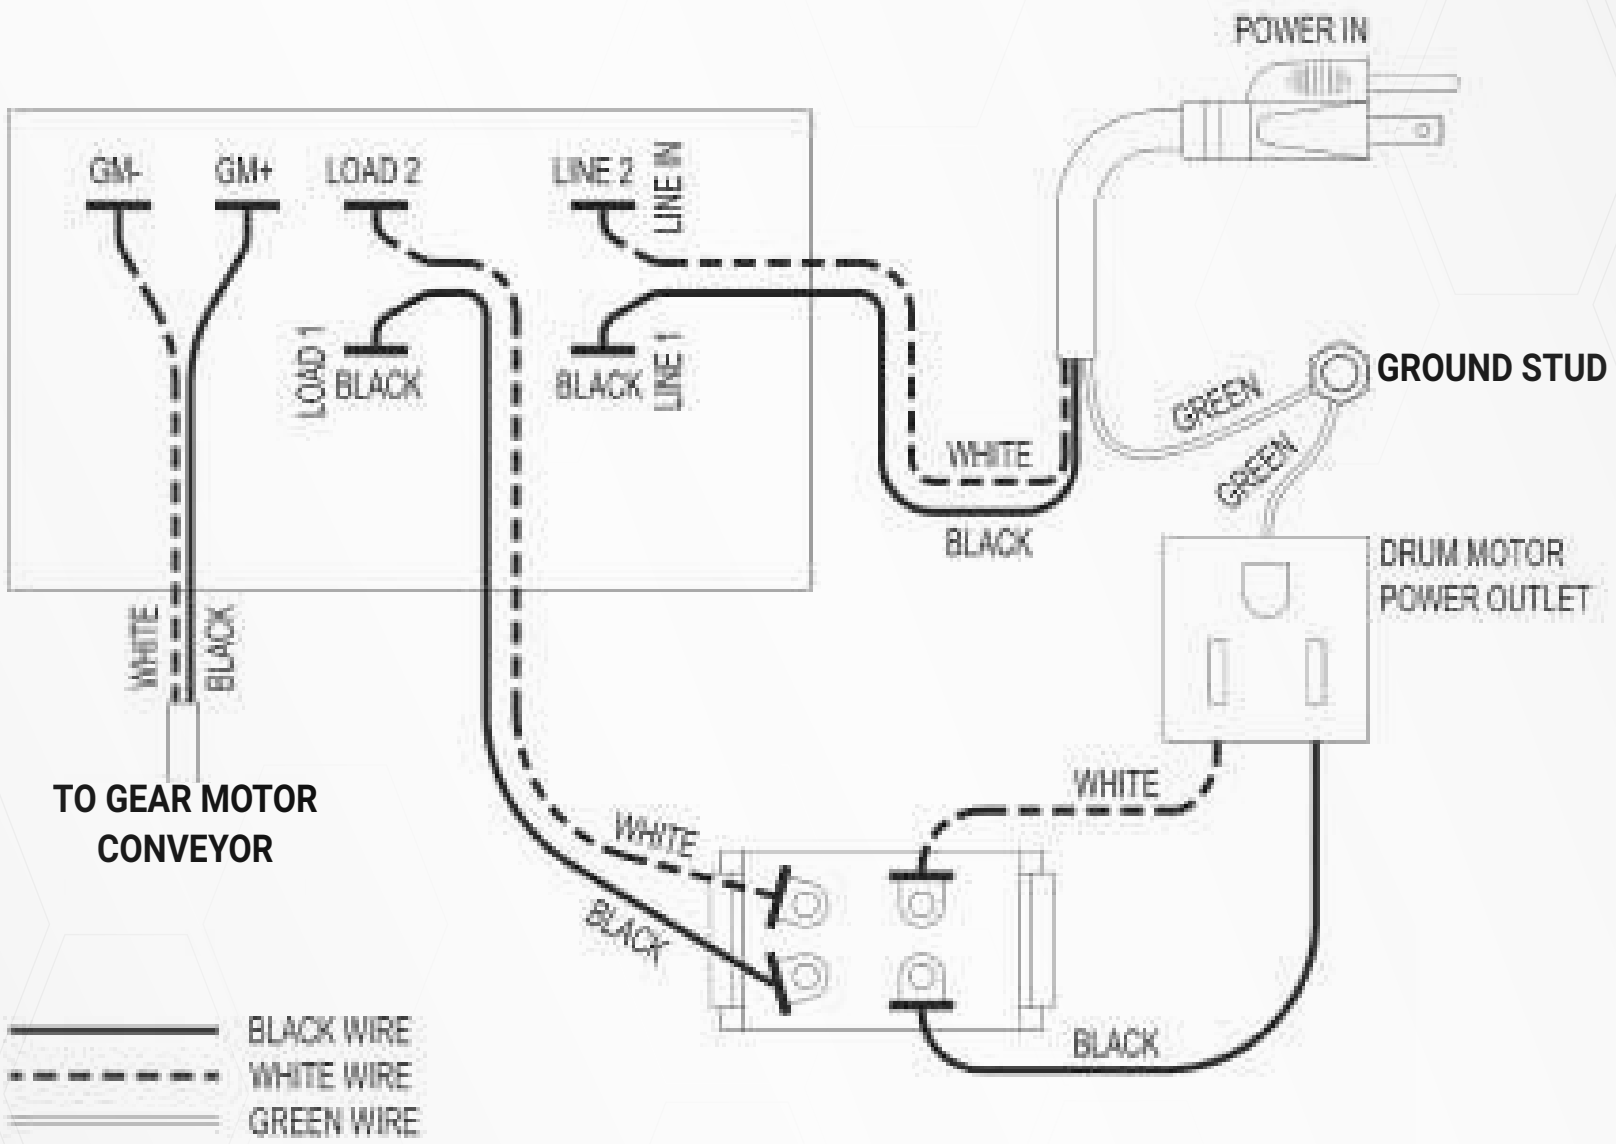 POWER IN
GM-
GM+
LOAD 2
LINE 2
LINE IN
LOAD 1
BLACK
BLACK
LINE 1
GROUND STUD
GREEN
GREEN
WHITE
BLACK
DRUM MOTOR
POWER OUTLET
WHITE
BLACK
TO GEAR MOTOR
CONVEYOR
WHITE
WHITE
BLACK
BLACK
BLACK WIRE
WHITE WIRE
GREEN WIRE